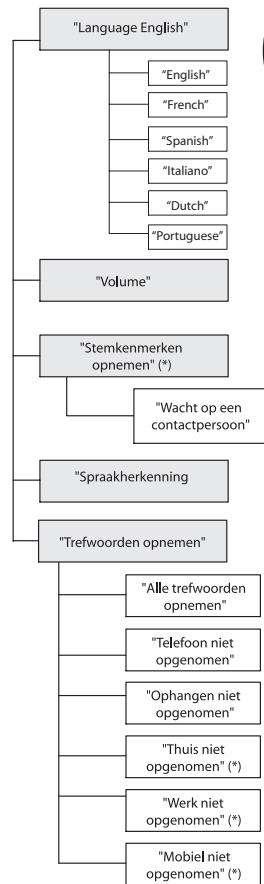 "Language English"
“English”
“French”
“Spanish”
“Italiano”
“Dutch”
“Portuguese”
"Volume"
"Stemkenmerken
opnemen" (*)
"Wacht op een
contactpersoon"
"Spraakherkenning
"Trefwoorden opnemen"
"Alle trefwoorden
opnemen"
"Telefoon niet
opgenomen"
"Ophangen niet
opgenomen"
"Thuis niet
opgenomen" (*)
"Werk niet
opgenomen" (*)
"Mobiel niet
opgenomen" (*)